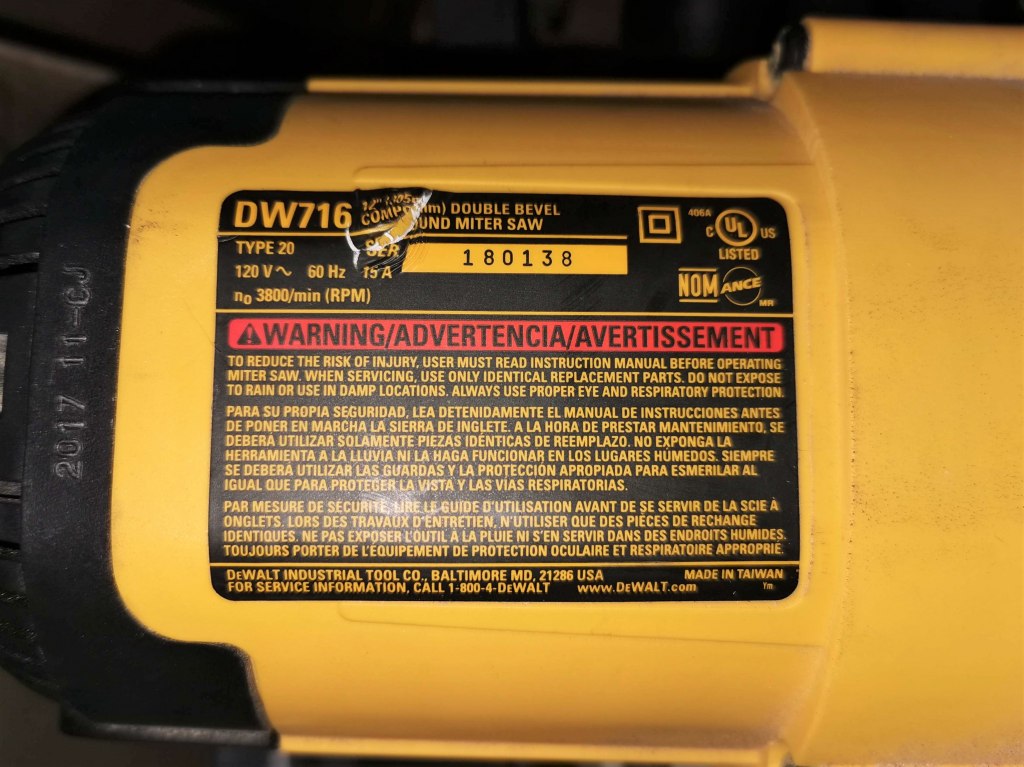 DW716 12" (305mm) DOUBLE BEVEL
COMPOUND MITER SAW
TYPE 20 SER 180138
120 V~ 60 Hz 15 A
n₀ 3800/min (RPM)
406A
C UL US
LISTED
NOM ANCE
MR
WARNING/ADVERTENCIA/AVERTISSEMENT
TO REDUCE THE RISK OF INJURY, USER MUST READ INSTRUCTION MANUAL BEFORE OPERATING
MITER SAW. WHEN SERVICING, USE ONLY IDENTICAL REPLACEMENT PARTS. DO NOT EXPOSE
TO RAIN OR USE IN DAMP LOCATIONS. ALWAYS USE PROPER EYE AND RESPIRATORY PROTECTION.
PARA SU PROPIA SEGURIDAD, LEA DETENIDAMENTE EL MANUAL DE INSTRUCCIONES ANTES
DE PONER EN MARCHA LA SIERRA DE INGLETE. A LA HORA DE PRESTAR MANTENIMIENTO, SE
DEBERÁ UTILIZAR SOLAMENTE PIEZAS IDÉNTICAS DE REEMPLAZO. NO EXPONGA LA
HERRAMIENTA A LA LLUVIA NI LA HAGA FUNCIONAR EN LOS LUGARES HÚMEDOS. SIEMPRE
SE DEBERÁ UTILIZAR LAS GUARDAS Y LA PROTECCIÓN APROPIADA PARA ESMERILAR AL
IGUAL QUE PARA PROTEGER LA VISTA Y LAS VÍAS RESPIRATORIAS.
PAR MESURE DE SÉCURITÉ, LIRE LE GUIDE D'UTILISATION AVANT DE SE SERVIR DE LA SCIE À
ONGLETS. LORS DES TRAVAUX D'ENTRETIEN, N'UTILISER QUE DES PIÈCES DE RECHANGE
IDENTIQUES. NE PAS EXPOSER L'OUTIL À LA PLUIE NI S'EN SERVIR DANS DES ENDROITS HUMIDES.
TOUJOURS PORTER DE L'ÉQUIPEMENT DE PROTECTION OCULAIRE ET RESPIRATOIRE APPROPRIÉ.
DEWALT INDUSTRIAL TOOL CO., BALTIMORE MD, 21286 USA MADE IN TAIWAN
FOR SERVICE INFORMATION, CALL 1-800-4-DEWALT www.DEWALT.com Ym
2017 11-CJ